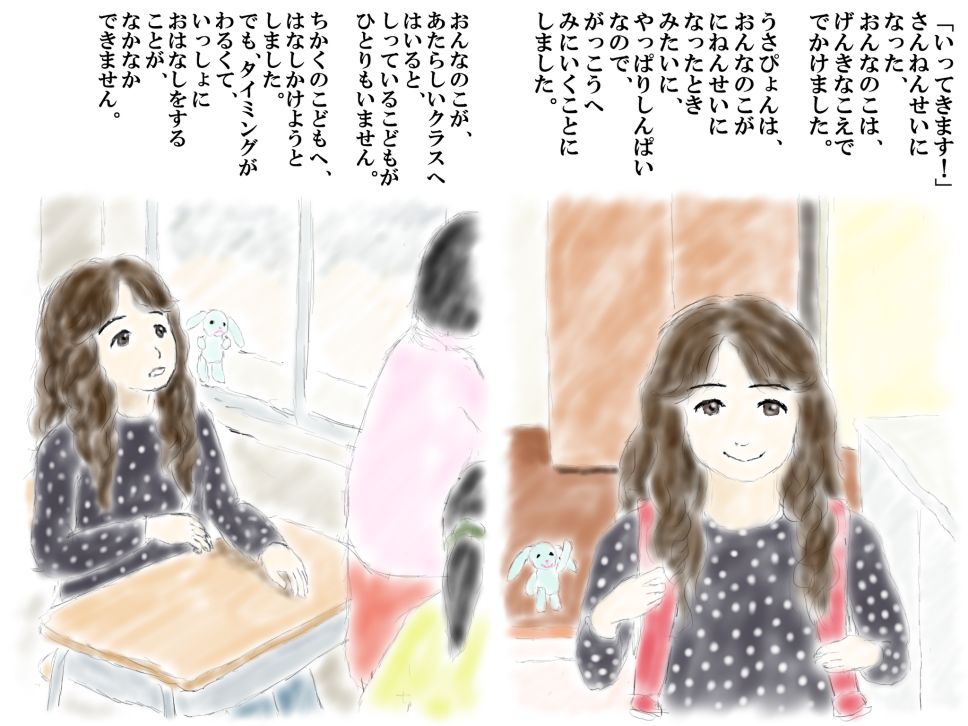 「いってきます！」
さんねんせいに
なった、
おんなのこは、
げんきなこえで
でかけました。
うさぴょんは、
おんなのこが
にねんせいに
なったとき
みたいに、
やっぱりしんぱい
なので、
がっこうへ
みにいくことに
しました。
おんなのこが、
あたらしいクラスへ
はいると、
しっているこどもが
ひとりもいません。
ちかくのこどもへ、
はなしかけようと
しました。
でも、タイミングが
わるくて、
いっしょに
おはなしをする
ことが、
なかなか
できません。